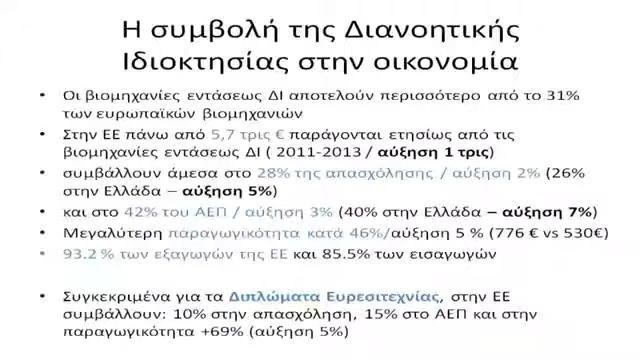 Η συμβολή της Διανοητικής
Ιδιοκτησίας στην οικονομία
• Οι βιομηχανίες εντάσεως ΔΙ αποτελούν περισσότερο από το 31%
των ευρωπαϊκών βιομηχανιών
• Στην ΕΕ πάνω από 5,7 τρις € παράγονται ετησίως από τις
βιομηχανίες εντάσεως ΔΙ ( 2011-2013 / αύξηση 1 τρις)
• συμβάλλουν άμεσα στο 28% της απασχόλησης / αύξηση 2% (26%
στην Ελλάδα – αύξηση 5%)
• και στο 42% του ΑΕΠ / αύξηση 3% (40% στην Ελλάδα – αύξηση 7%)
• Μεγαλύτερη παραγωγικότητα κατά 46%/αύξηση 5 % (776 € vs 530€)
• 93.2 % των εξαγωγών της ΕΕ και 85.5% των εισαγωγών
• Συγκεκριμένα για τα Διπλώματα Ευρεσιτεχνίας, στην ΕΕ
συμβάλλουν: 10% στην απασχόληση, 15% στο ΑΕΠ και στην
παραγωγικότητα +69% (αύξηση 5%)